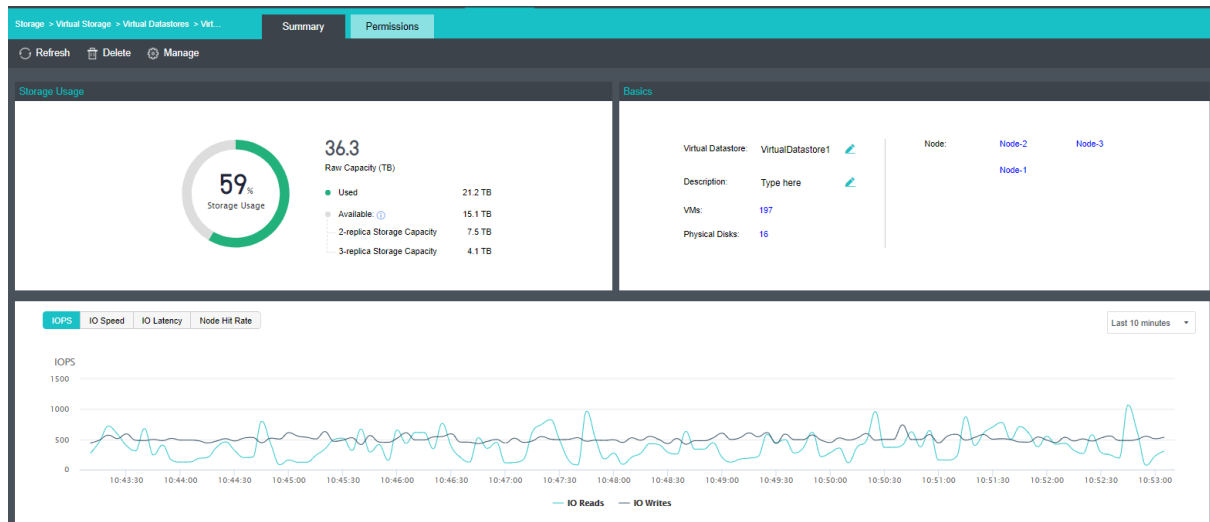 Storage > Virtual Storage > Virtual Datastores > Virt...
Summary
Permissions
Refresh
Delete
Manage
Storage Usage
59%
Storage Usage
36.3
Raw Capacity (TB)
Used 21.2 TB
Available: 15.1 TB
2-replica Storage Capacity 7.5 TB
3-replica Storage Capacity 4.1 TB
Basics
Virtual Datastore: VirtualDatastore1
Description: Type here
VMs: 197
Physical Disks: 16
Node: Node-2 Node-3
Node-1
IOPS IO Speed IO Latency Node Hit Rate
Last 10 minutes
IOPS
1500
1000
500
0
10:43:30 10:44:00 10:44:30 10:45:00 10:45:30 10:46:00 10:46:30 10:47:00 10:47:30 10:48:00 10:48:30 10:49:00 10:49:30 10:50:00 10:50:30 10:51:00 10:51:30 10:52:00 10:52:30 10:53:00
IO Reads IO Writes